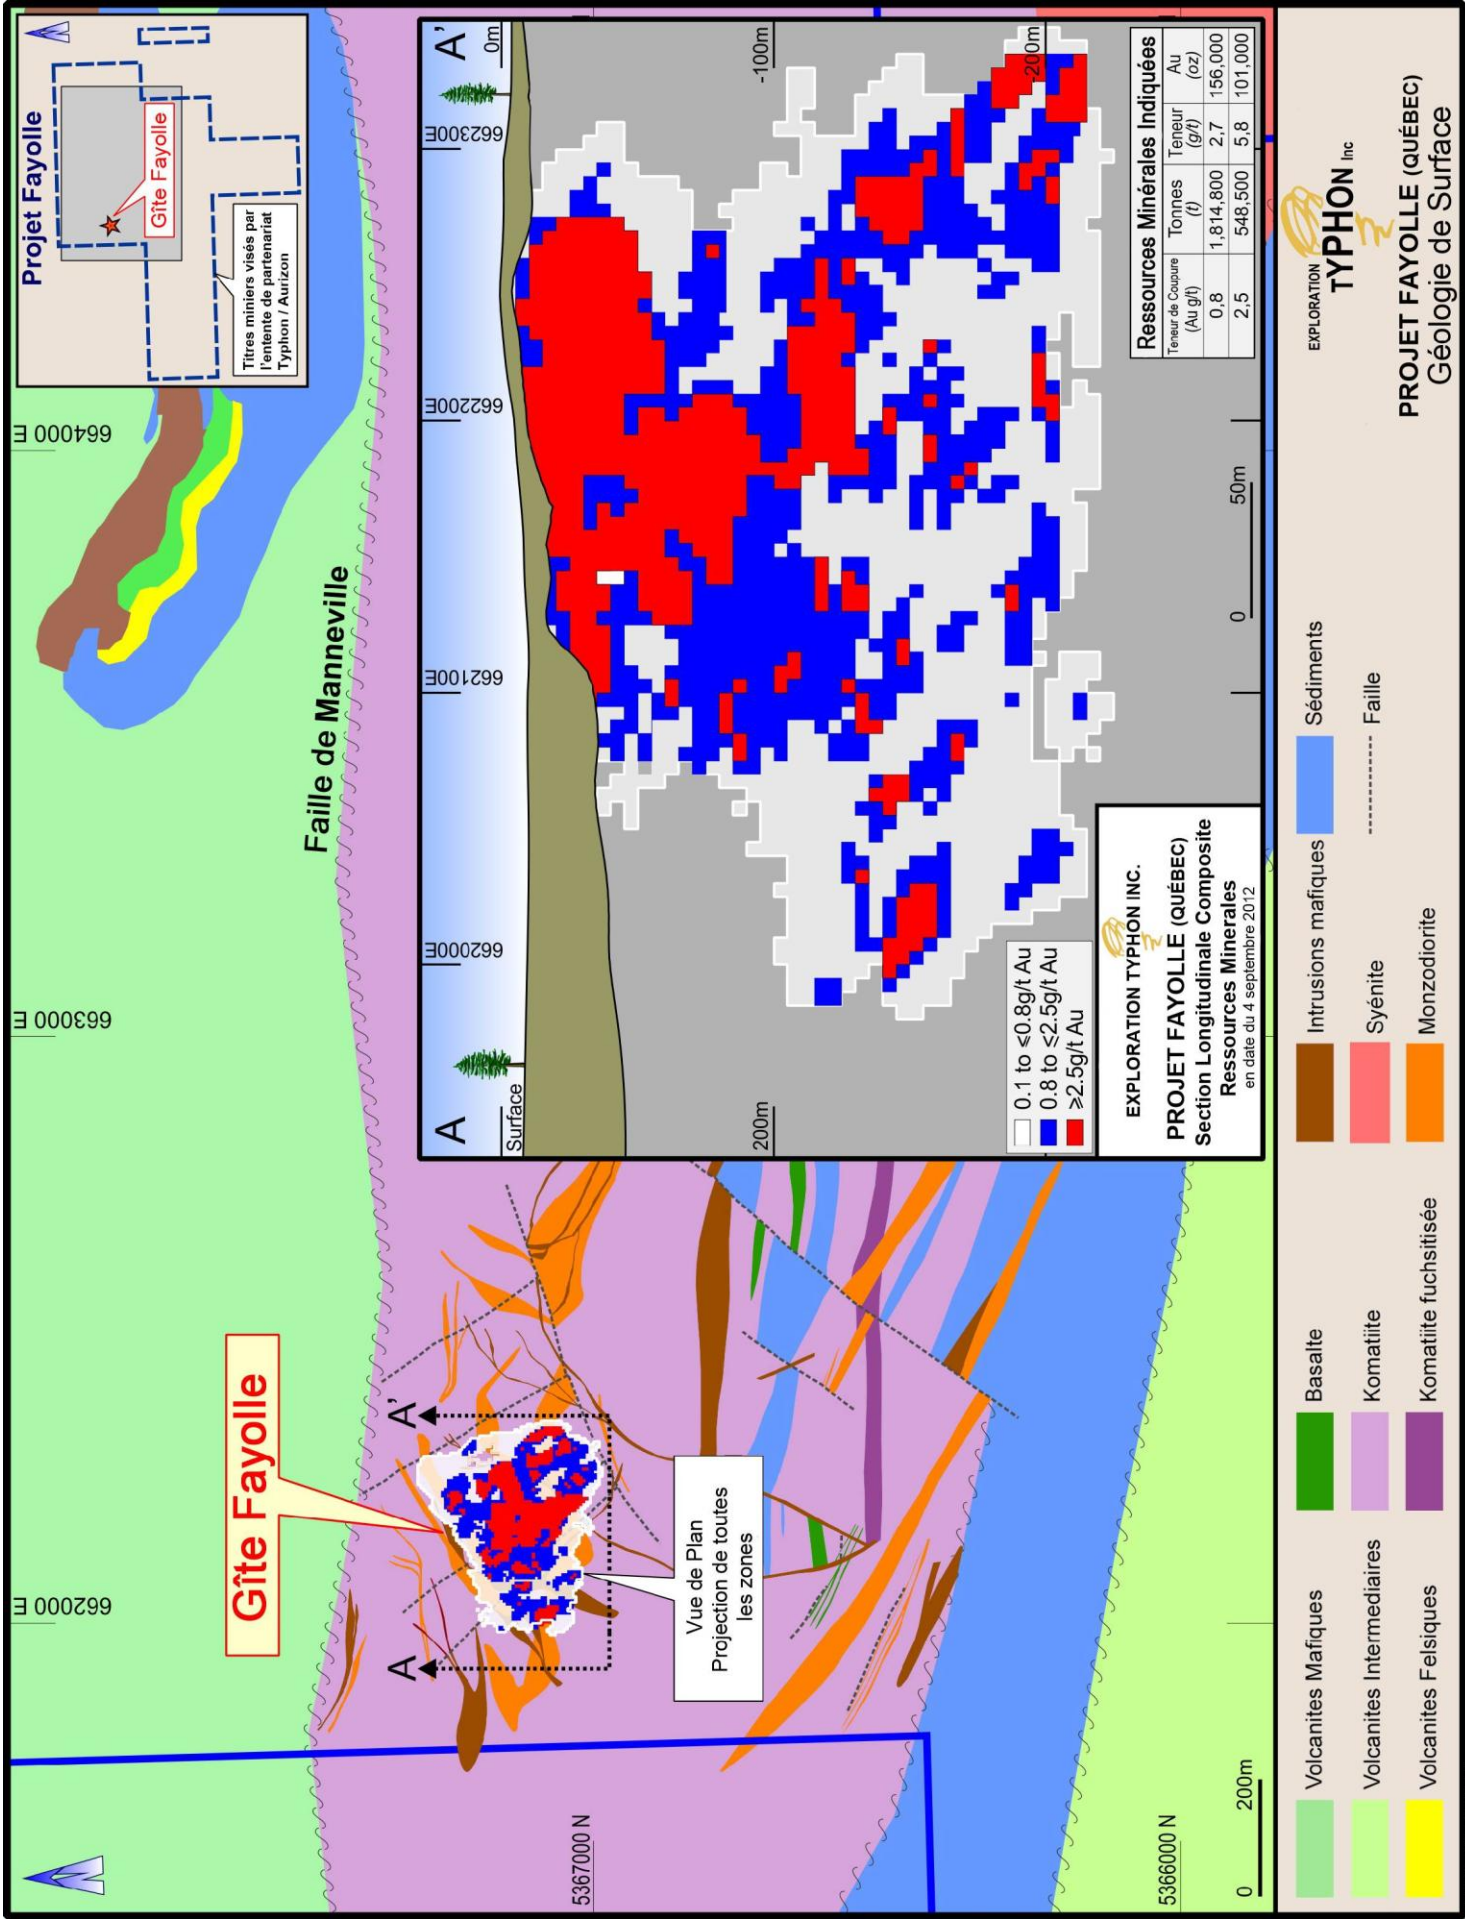 Projet Fayolle
Gîte Fayolle
Titres miniers visés par
l'entente de partenariat
Typhon / Aurizon
662000 E
663000 E
664000 E
Faille de Manneville
Gîte Fayolle
A
A'
Vue de Plan
Projection de toutes
les zones
5367000 N
5366000 N
0
200m
A
A'
Surface
0m
662000E
662100E
662200E
662300E
200m
-100m
-200m
0
50m
0.1 to ≤0.8g/t Au
0.8 to ≤2.5g/t Au
≥2.5g/t Au
EXPLORATION TYPHON INC.
PROJET FAYOLLE (QUÉBEC)
Section Longitudinale Composite
Ressources Minerales
en date du 4 septembre 2012
Ressources Minérales Indiquées
Teneur de Coupure Tonnes Teneur Au
(Au g/t) (t) (g/t) (oz)
0,8 1,814,800 2,7 156,000
2,5 548,500 5,8 101,000
Volcanites Mafiques
Basalte
Intrusions mafiques
Sédiments
Volcanites Intermediaires
Komatiite
Syénite
Faille
Volcanites Felsiques
Komatiite fuchsitisée
Monzodiorite
EXPLORATION
TYPHON Inc
PROJET FAYOLLE (QUÉBEC)
Géologie de Surface